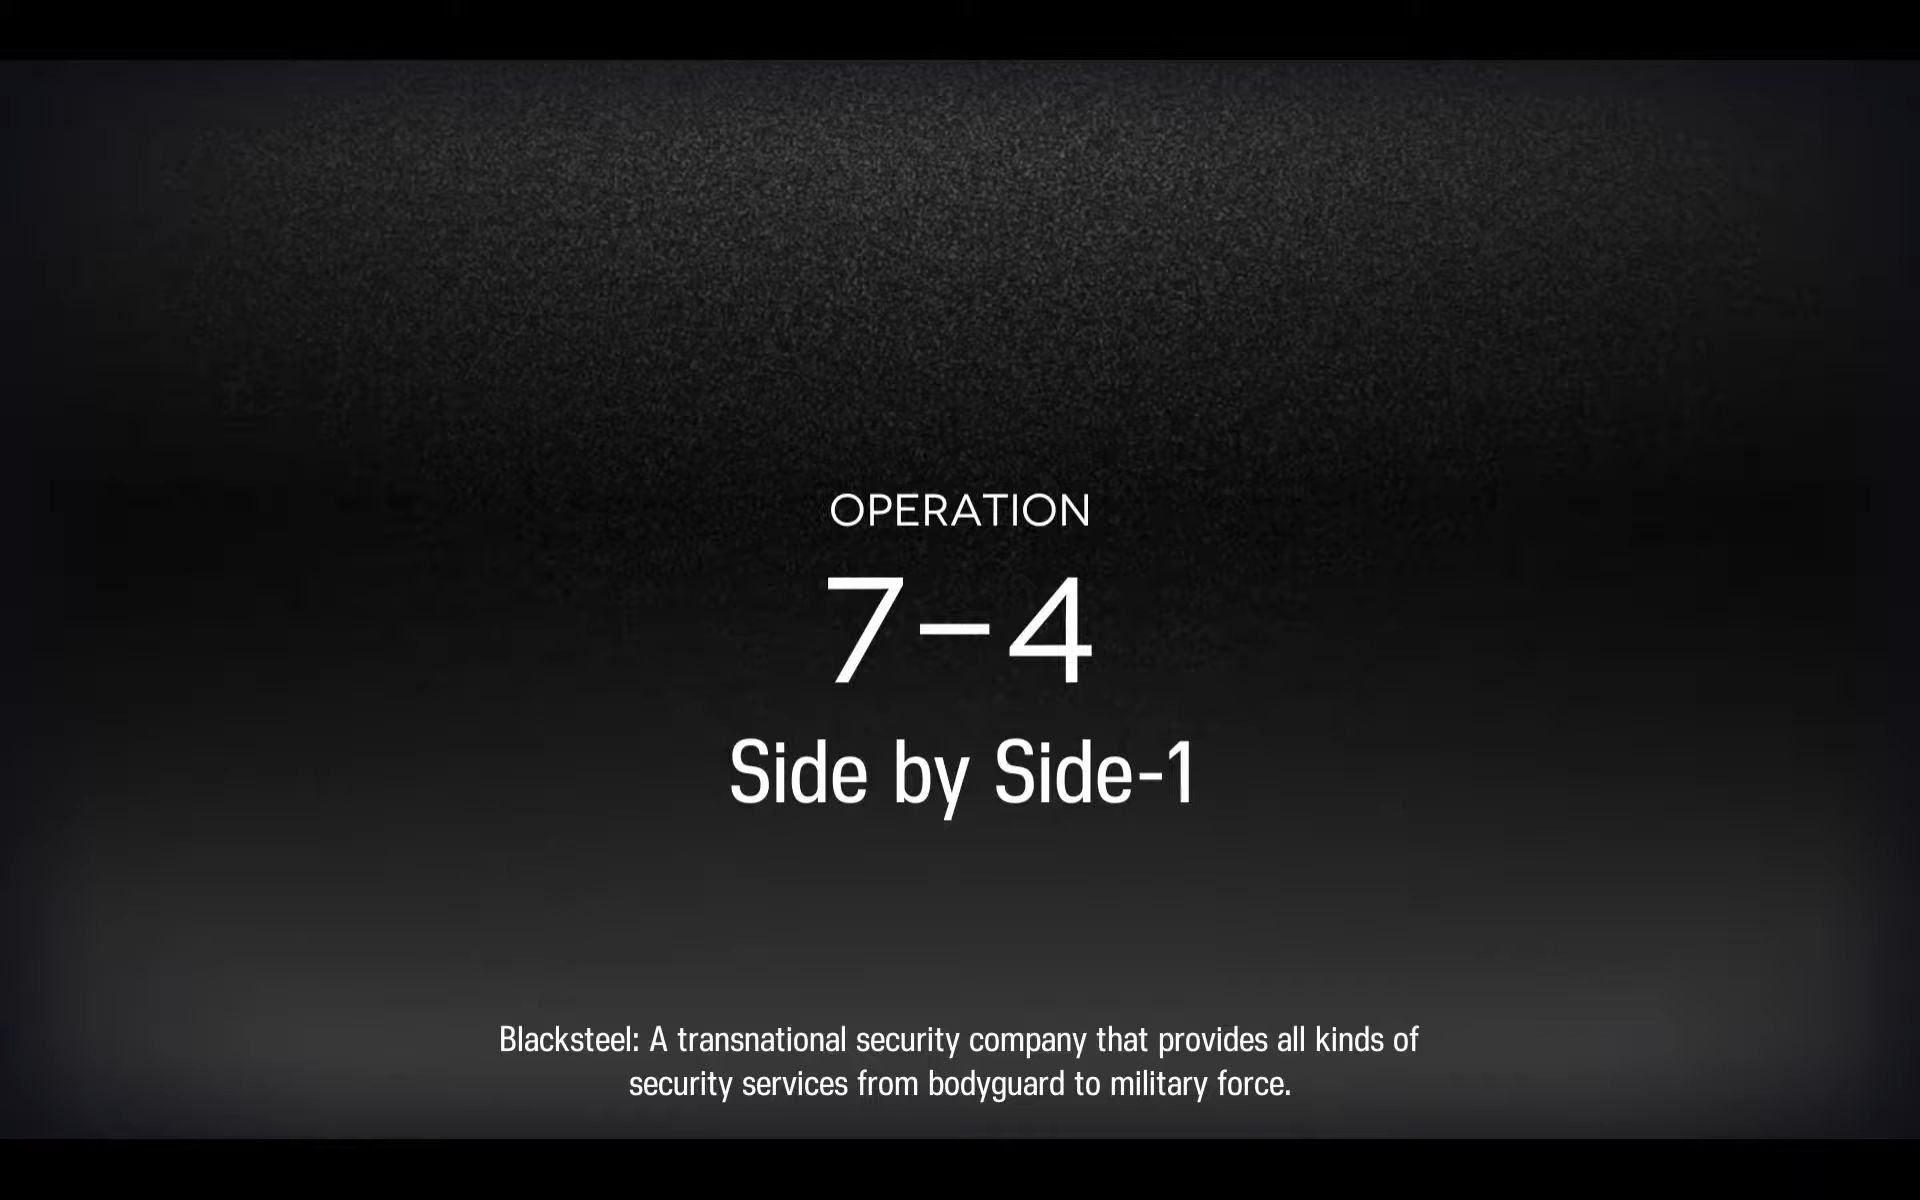 OPERATION
7-4
Side by Side-1
Blacksteel: A transnational security company that provides all kinds of
security services from bodyguard to military force.